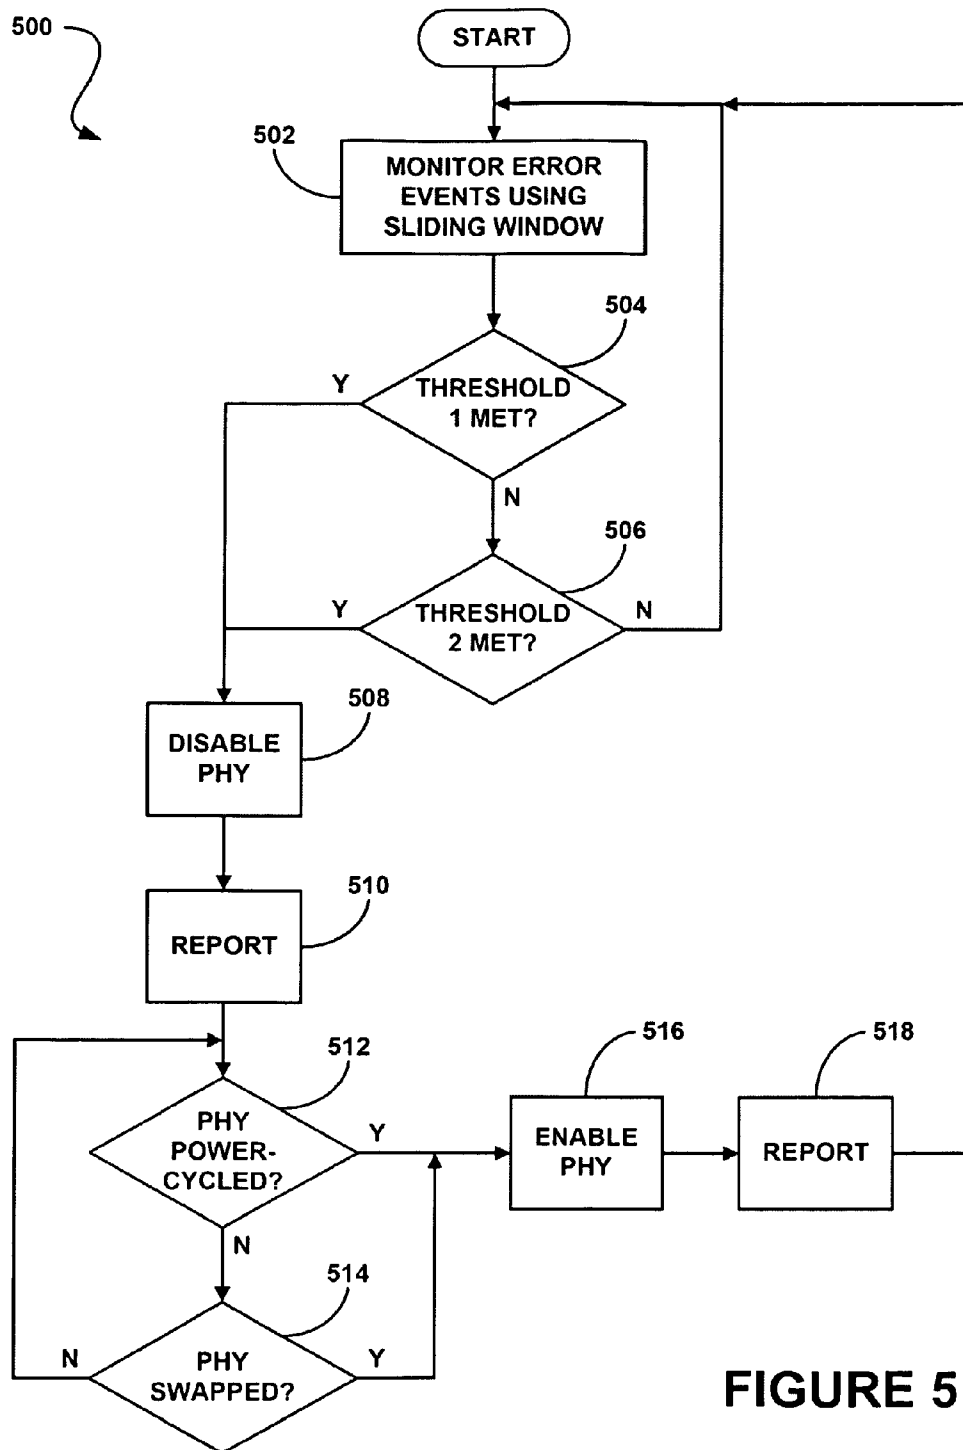 500
START
502
MONITOR ERROR
EVENTS USING
SLIDING WINDOW
504
Y
THRESHOLD
1 MET?
N
506
Y
THRESHOLD
2 MET?
N
508
DISABLE
PHY
510
REPORT
512
PHY
POWER-
CYCLED?
Y
N
516
ENABLE
PHY
518
REPORT
514
N
PHY
SWAPPED?
Y
FIGURE 5